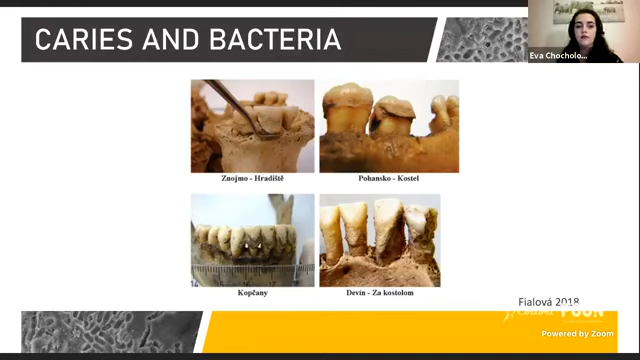 CARIES AND BACTERIA
Eva Chocholo...
Znojmo - Hradiště
Pohansko - Kostel
Kopčany
Devín - Za kostolom
Fialová 2018
Powered by Zoom